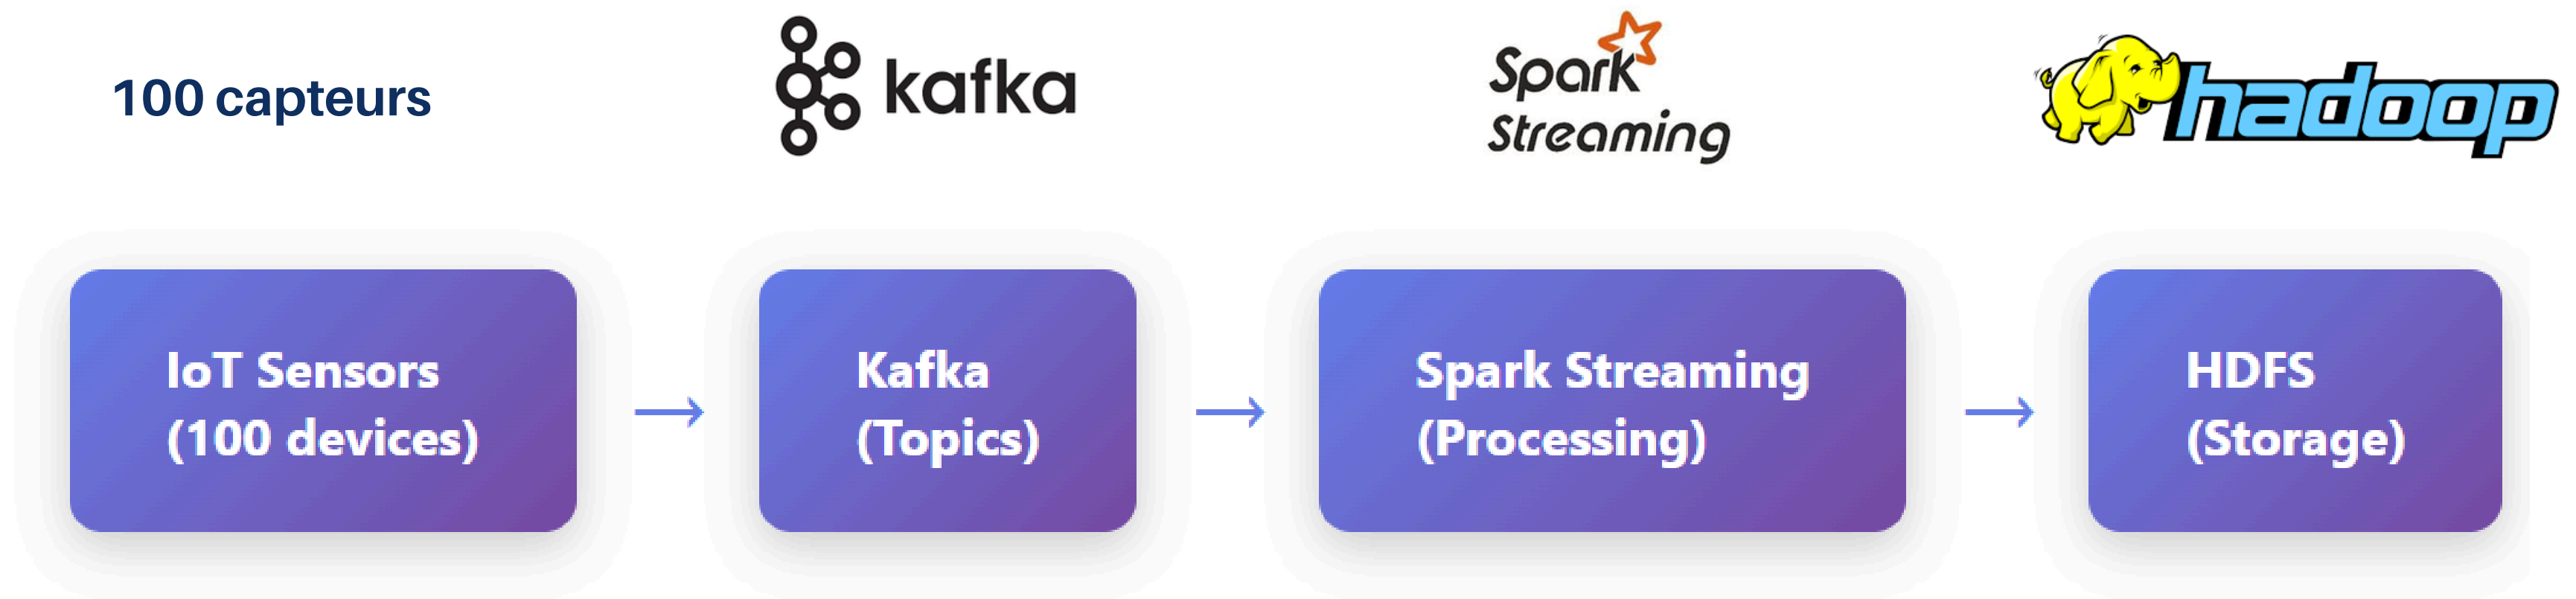 100 capteurs
kafka
Spark
Streaming
hadoop
IoT Sensors
(100 devices)
Kafka
(Topics)
Spark Streaming
(Processing)
HDFS
(Storage)